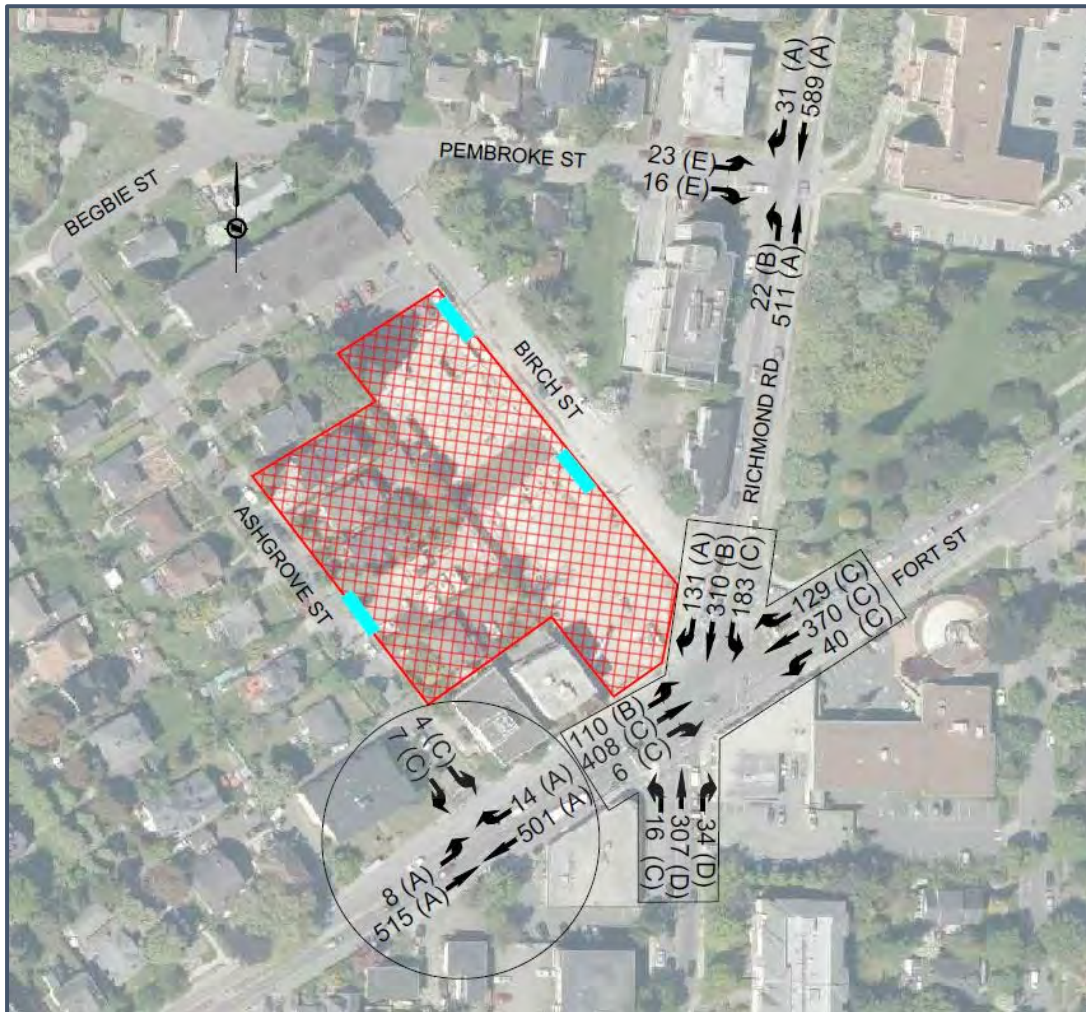 31 (A)
589 (A)
PEMBROKE ST
23 (E)
16 (E)
BEGBIE ST
22 (B)
511 (A)
BIRCH ST
RICHMOND RD
ASHGROVE ST
FORT ST
131 (A)
310 (B)
183 (C)
129 (C)
370 (C)
40 (C)
110 (B)
408 (C)
6 (C)
4 (C)
7 (C)
14 (A)
501 (A)
8 (A)
515 (A)
16 (C)
307 (D)
34 (D)